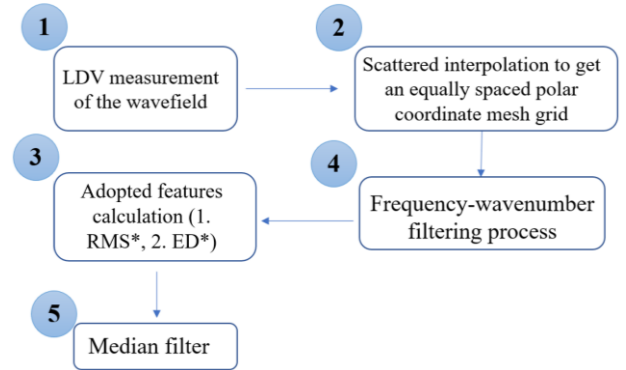 1
LDV measurement
of the wavefield
2
Scattered interpolation to get
an equally spaced polar
coordinate mesh grid
3
Adopted features
calculation (1.
RMS*, 2. ED*)
4
Frequency-wavenumber
filtering process
5
Median filter